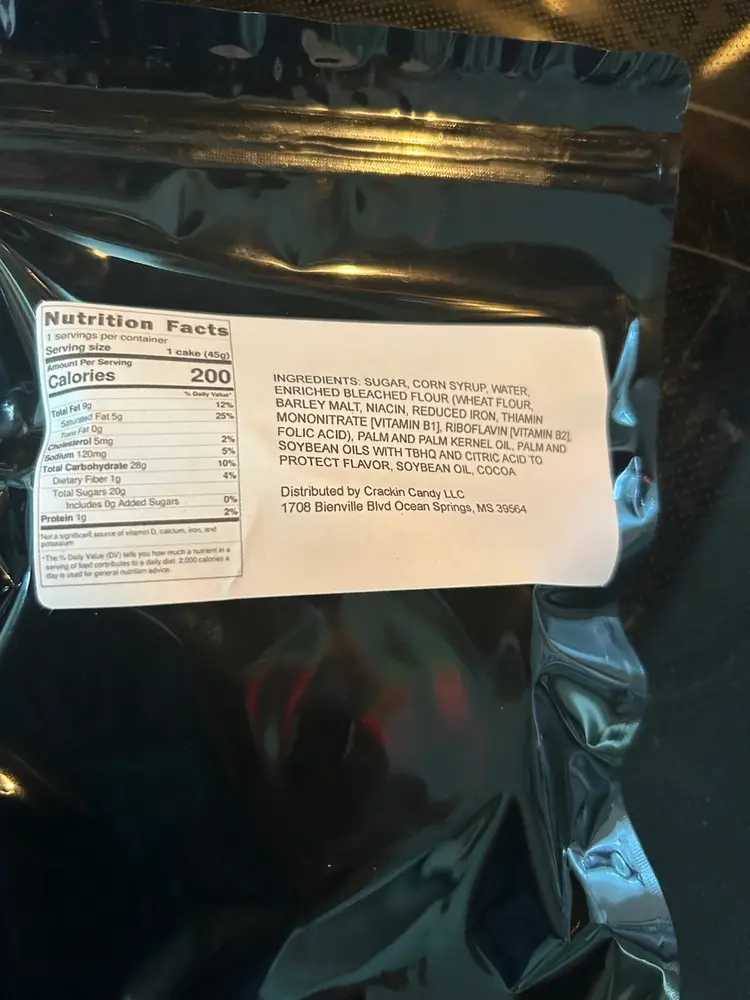 Nutrition Facts
1 servings per container
Serving size 1 cake (45g)
Amount Per Serving
Calories 200
% Daily Value*
Total Fat 9g 12%
Saturated Fat 5g 25%
Trans Fat 0g
Cholesterol 5mg 2%
Sodium 120mg 5%
Total Carbohydrate 28g 10%
Dietary Fiber 1g 4%
Total Sugars 20g
Includes 0g Added Sugars 0%
Protein 1g 2%
Not a significant source of vitamin D, calcium, iron, and
potassium
*The % Daily Value (DV) tells you how much a nutrient in a
serving of food contributes to a daily diet. 2,000 calories a
day is used for general nutrition advice.
INGREDIENTS: SUGAR, CORN SYRUP, WATER,
ENRICHED BLEACHED FLOUR (WHEAT FLOUR,
BARLEY MALT, NIACIN, REDUCED IRON, THIAMIN
MONONITRATE [VITAMIN B1], RIBOFLAVIN [VITAMIN B2],
FOLIC ACID), PALM AND PALM KERNEL OIL, PALM AND
SOYBEAN OILS WITH TBHQ AND CITRIC ACID TO
PROTECT FLAVOR, SOYBEAN OIL, COCOA
Distributed by Crackin Candy LLC
1708 Bienville Blvd Ocean Springs, MS 39564